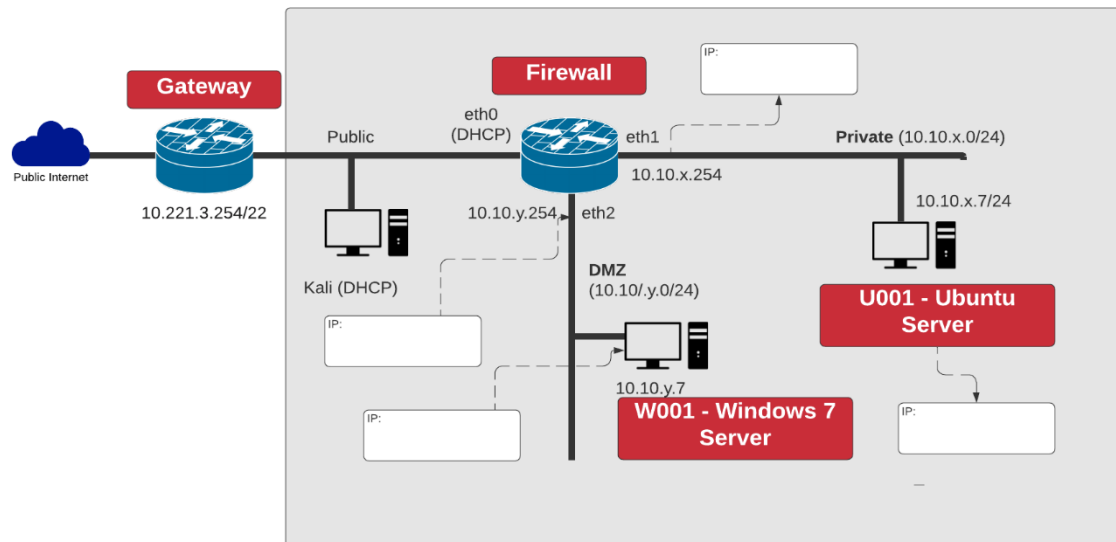 IP:
Firewall
Gateway
eth0
(DHCP)
Public
eth1
Private (10.10.x.0/24)
Public Internet
10.10.x.254
10.221.3.254/22
10.10.y.254
eth2
10.10.x.7/24
DMZ
(10.10/.y.0/24)
Kali (DHCP)
U001 - Ubuntu
Server
IP:
10.10.y.7
W001 - Windows 7
Server
IP:
IP: